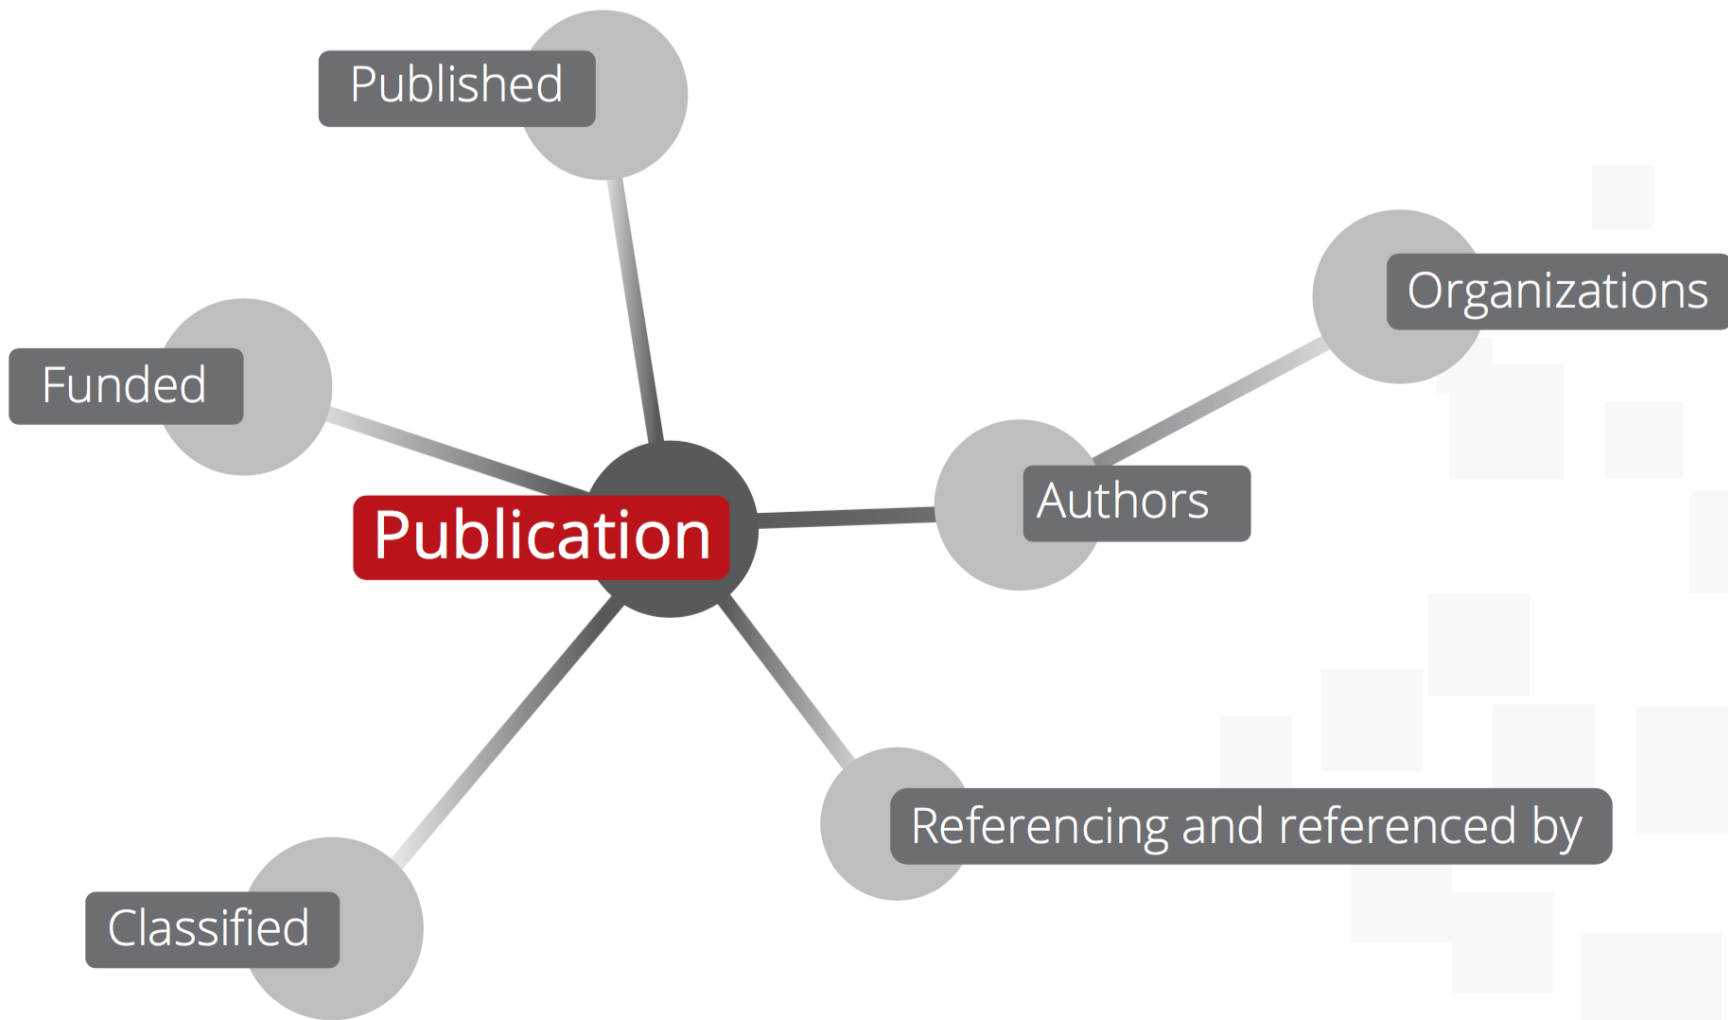 Published
Organizations
Funded
Authors
Publication
Referencing and referenced by
Classified